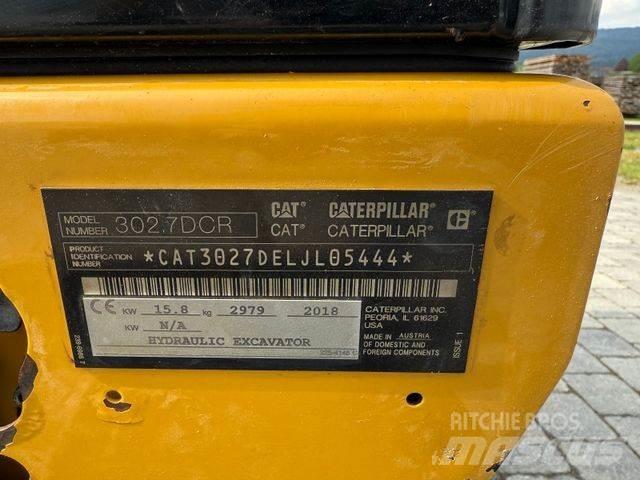 MODEL NUMBER 302.7DCR
CAT® CATERPILLAR®
CAT® CATERPILLAR®
PRODUCT IDENTIFICATION NUMBER *CAT3027DELJL05444*
CE KW 15.8 kg 2979 2018
KW N/A
HYDRAULIC EXCAVATOR
CATERPILLAR INC.
PEORIA, IL 61629
USA
MADE IN AUSTRIA
OF DOMESTIC AND
FOREIGN COMPONENTS
ISSUE 1
RITCHIE BROS.
MASCUS